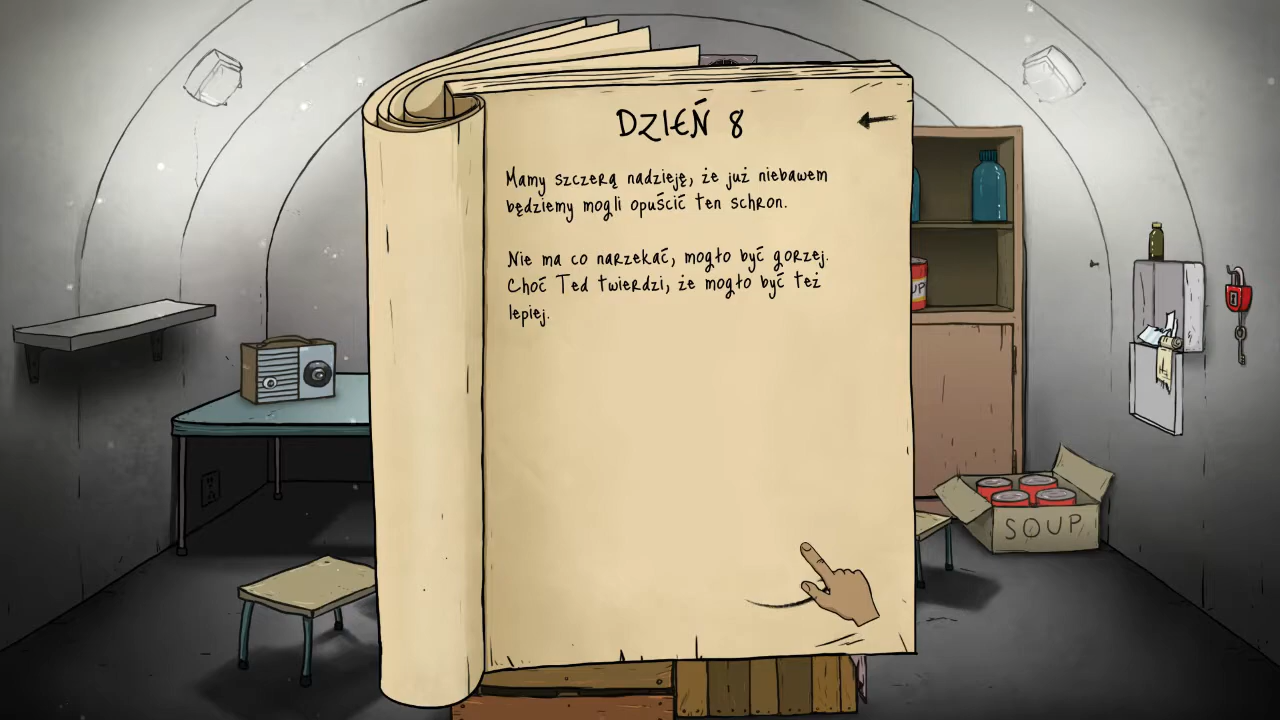 DZIEŃ 8
Mamy szczerą nadzieję, że już niebawem
będziemy mogli opuścić ten schron.
Nie ma co narzekać, mogło być gorzej.
Choć Ted twierdzi, że mogło być też
lepiej.
UP
SOUP